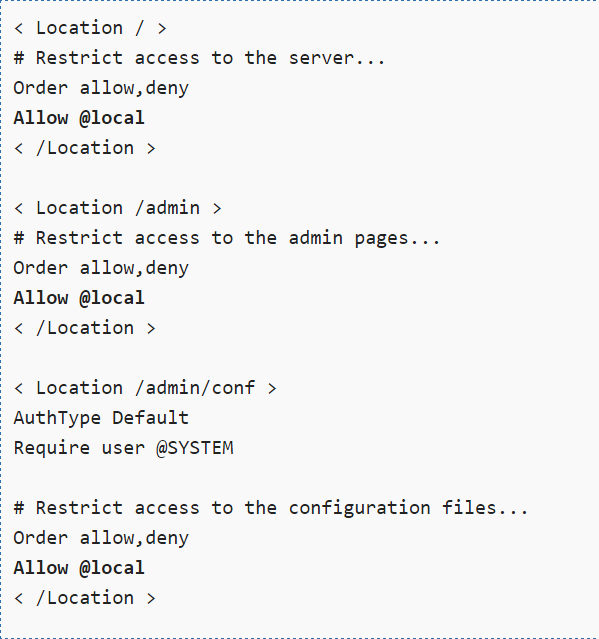 < Location / >
# Restrict access to the server...
Order allow,deny
Allow @local
< /Location >
< Location /admin >
# Restrict access to the admin pages...
Order allow,deny
Allow @local
< /Location >
< Location /admin/conf >
AuthType Default
Require user @SYSTEM
# Restrict access to the configuration files...
Order allow,deny
Allow @local
< /Location >